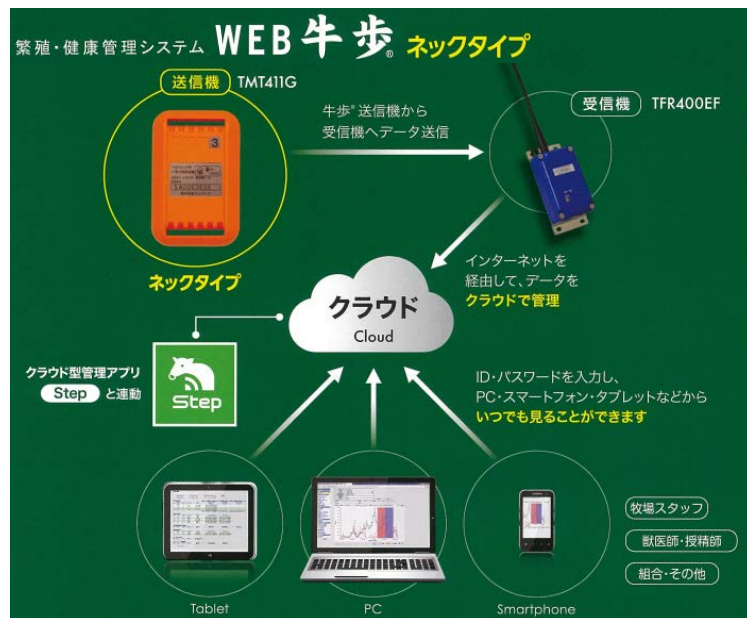 繁殖・健康管理システム WEB牛歩® ネックタイプ
送信機 TMT411G
牛歩®送信機から
受信機へデータ送信
受信機 TFR400EF
3
ネックタイプ
インターネットを
経由して、データを
クラウドで管理
クラウド
Cloud
クラウド型管理アプリ
Step と連動
Step
ID・パスワードを入力し、
PC・スマートフォン・タブレットなどから
いつでも見ることができます
牧場スタッフ
獣医師・授精師
組合・その他
Tablet
PC
Smartphone